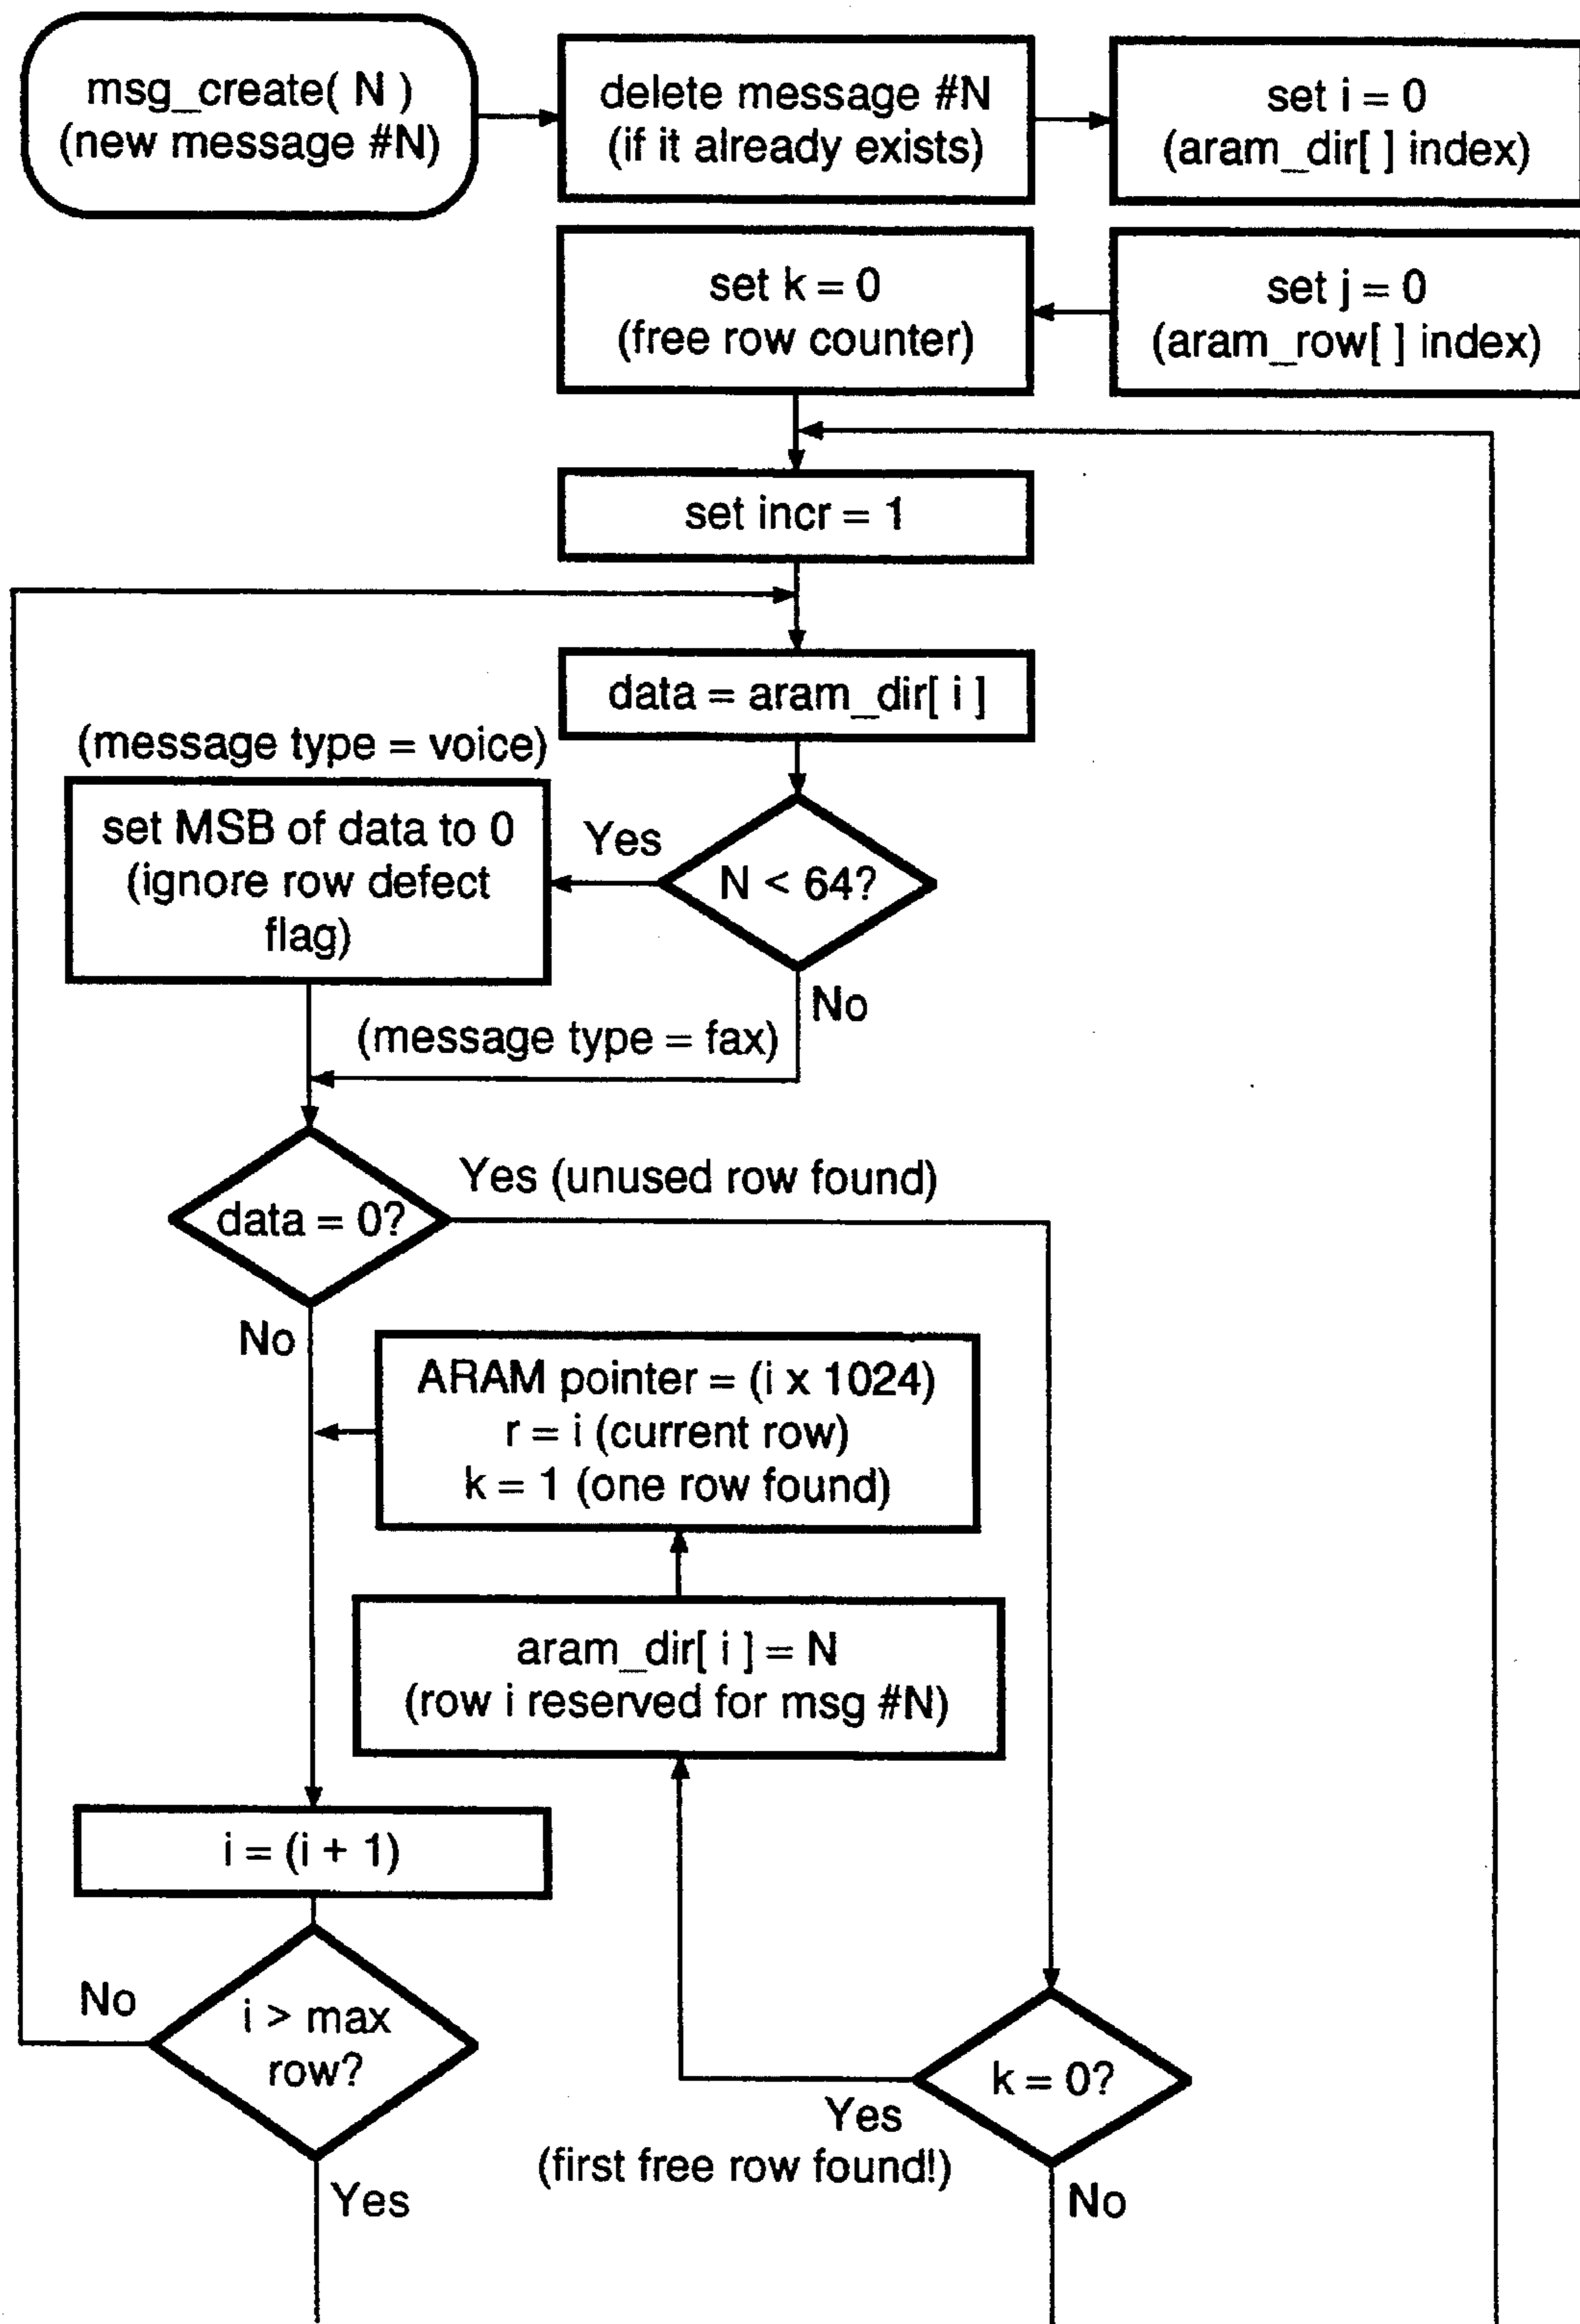 msg_create( N )
(new message #N)
delete message #N
(if it already exists)
set i = 0
(aram_dir[ ] index)
set k = 0
(free row counter)
set j = 0
(aram_row[ ] index)
set incr = 1
data = aram_dir[ i ]
(message type = voice)
set MSB of data to 0
(ignore row defect
flag)
Yes
N < 64?
No
(message type = fax)
data = 0?
Yes (unused row found)
No
ARAM pointer = (i x 1024)
r = i (current row)
k = 1 (one row found)
aram_dir[ i ] = N
(row i reserved for msg #N)
i = (i + 1)
No
i > max
row?
Yes
k = 0?
Yes
(first free row found!)
No